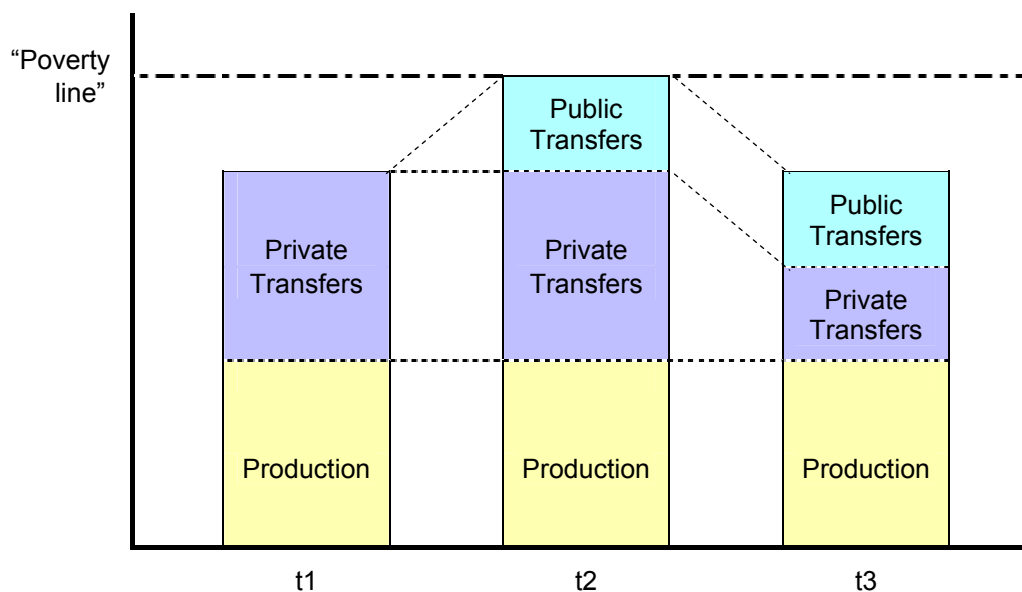 “Poverty
line”
Public
Transfers
Private
Transfers
Private
Transfers
Public
Transfers
Private
Transfers
Production
Production
Production
t1
t2
t3